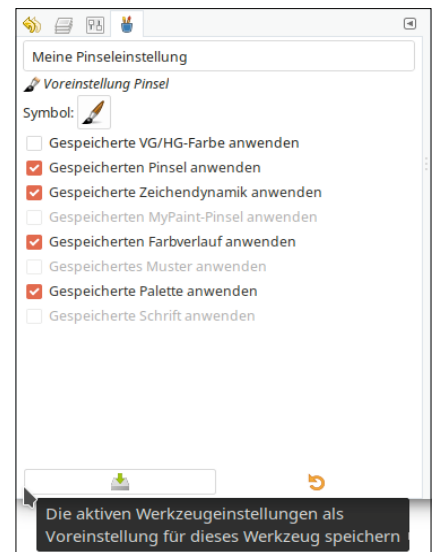 Meine Pinseleinstellung
Voreinstellung Pinsel
Symbol:
Gespeicherte VG/HG-Farbe anwenden
Gespeicherten Pinsel anwenden
Gespeicherte Zeichendynamik anwenden
Gespeicherten MyPaint-Pinsel anwenden
Gespeicherten Farbverlauf anwenden
Gespeichertes Muster anwenden
Gespeicherte Palette anwenden
Gespeicherte Schrift anwenden
Die aktiven Werkzeugeinstellungen als
Voreinstellung für dieses Werkzeug speichern